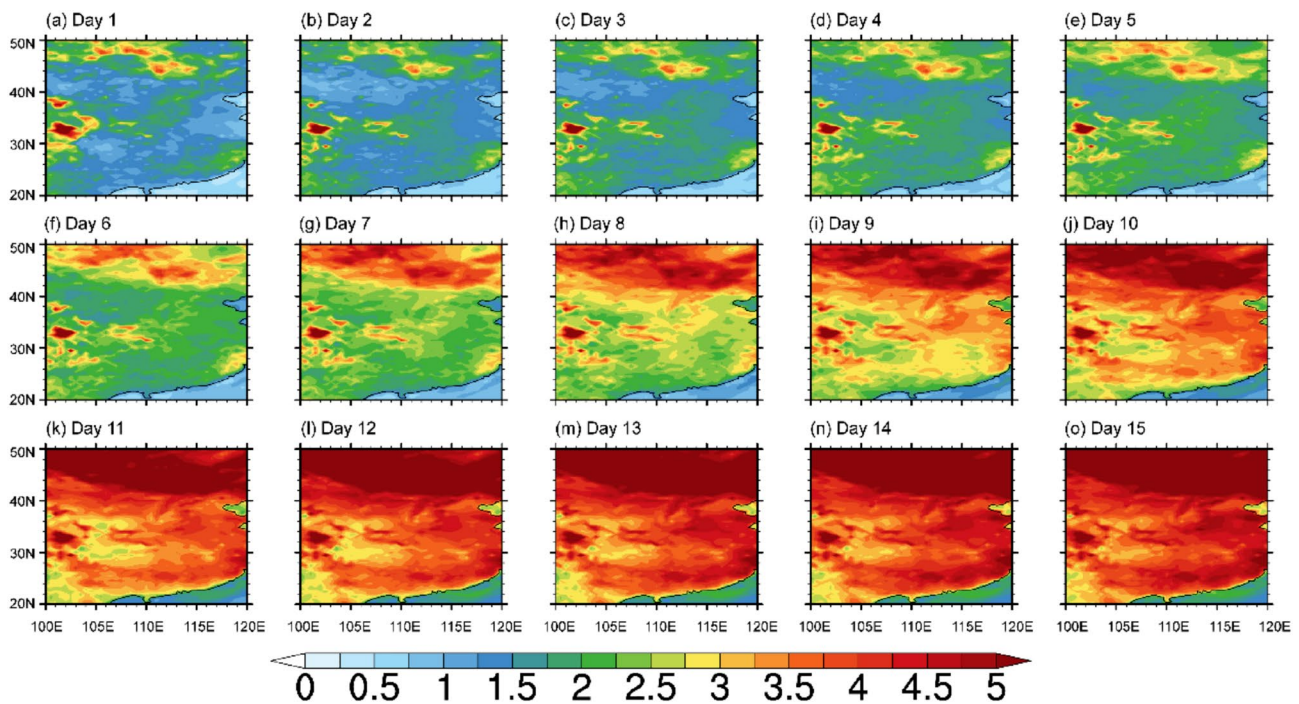 (a) Day 1 (b) Day 2 (c) Day 3 (d) Day 4 (e) Day 5
50N
40N
30N
20N
(f) Day 6 (g) Day 7 (h) Day 8 (i) Day 9 (j) Day 10
50N
40N
30N
20N
(k) Day 11 (l) Day 12 (m) Day 13 (n) Day 14 (o) Day 15
50N
40N
30N
20N
100E 105E 110E 115E 120E 100E 105E 110E 115E 120E 100E 105E 110E 115E 120E 100E 105E 110E 115E 120E 100E 105E 110E 115E 120E
0 0.5 1 1.5 2 2.5 3 3.5 4 4.5 5